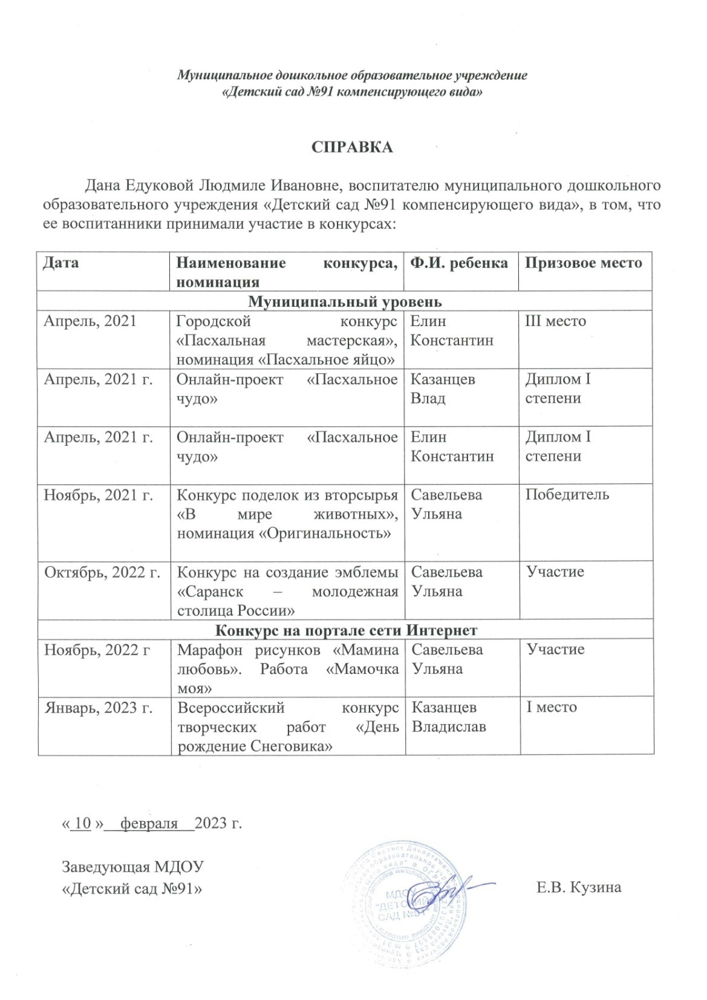 Муниципальное дошкольное образовательное учреждение
«Детский сад №91 компенсирующего вида»
СПРАВКА
Дана Едуковой Людмиле Ивановне, воспитателю муниципального дошкольного
образовательного учреждения «Детский сад №91 компенсирующего вида», в том, что
ее воспитанники принимали участие в конкурсах:
Дата
Наименование конкурса,
номинация
Ф.И. ребенка
Призовое место
Муниципальный уровень
Апрель, 2021
Городской конкурс
«Пасхальная мастерская»,
номинация «Пасхальное яйцо»
Елин
Константин
III место
Апрель, 2021 г.
Онлайн-проект «Пасхальное
чудо»
Казанцев
Влад
Диплом I
степени
Апрель, 2021 г.
Онлайн-проект «Пасхальное
чудо»
Елин
Константин
Диплом I
степени
Ноябрь, 2021 г.
Конкурс поделок из вторсырья
«В мире животных»,
номинация «Оригинальность»
Савельева
Ульяна
Победитель
Октябрь, 2022 г.
Конкурс на создание эмблемы
«Саранск – молодежная
столица России»
Савельева
Ульяна
Участие
Конкурс на портале сети Интернет
Ноябрь, 2022 г
Марафон рисунков «Мамина
любовь». Работа «Мамочка
моя»
Савельева
Ульяна
Участие
Январь, 2023 г.
Всероссийский конкурс
творческих работ «День
рождение Снеговика»
Казанцев
Владислав
I место
« 10 » февраля 2023 г.
Заведующая МДОУ
«Детский сад №91»
МДОУ
"ДЕТСКИЙ
САД №91"
Е.В. Кузина